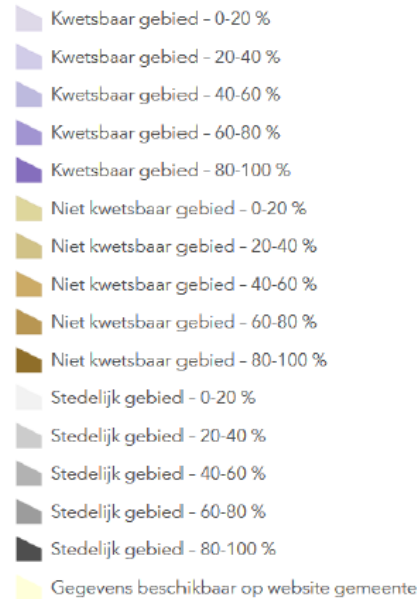 Kwetsbaar gebied - 0-20 %
Kwetsbaar gebied - 20-40 %
Kwetsbaar gebied - 40-60 %
Kwetsbaar gebied - 60-80 %
Kwetsbaar gebied - 80-100 %
Niet kwetsbaar gebied - 0-20 %
Niet kwetsbaar gebied - 20-40 %
Niet kwetsbaar gebied - 40-60 %
Niet kwetsbaar gebied - 60-80 %
Niet kwetsbaar gebied - 80-100 %
Stedelijk gebied - 0-20 %
Stedelijk gebied - 20-40 %
Stedelijk gebied - 40-60 %
Stedelijk gebied - 60-80 %
Stedelijk gebied - 80-100 %
Gegevens beschikbaar op website gemeente